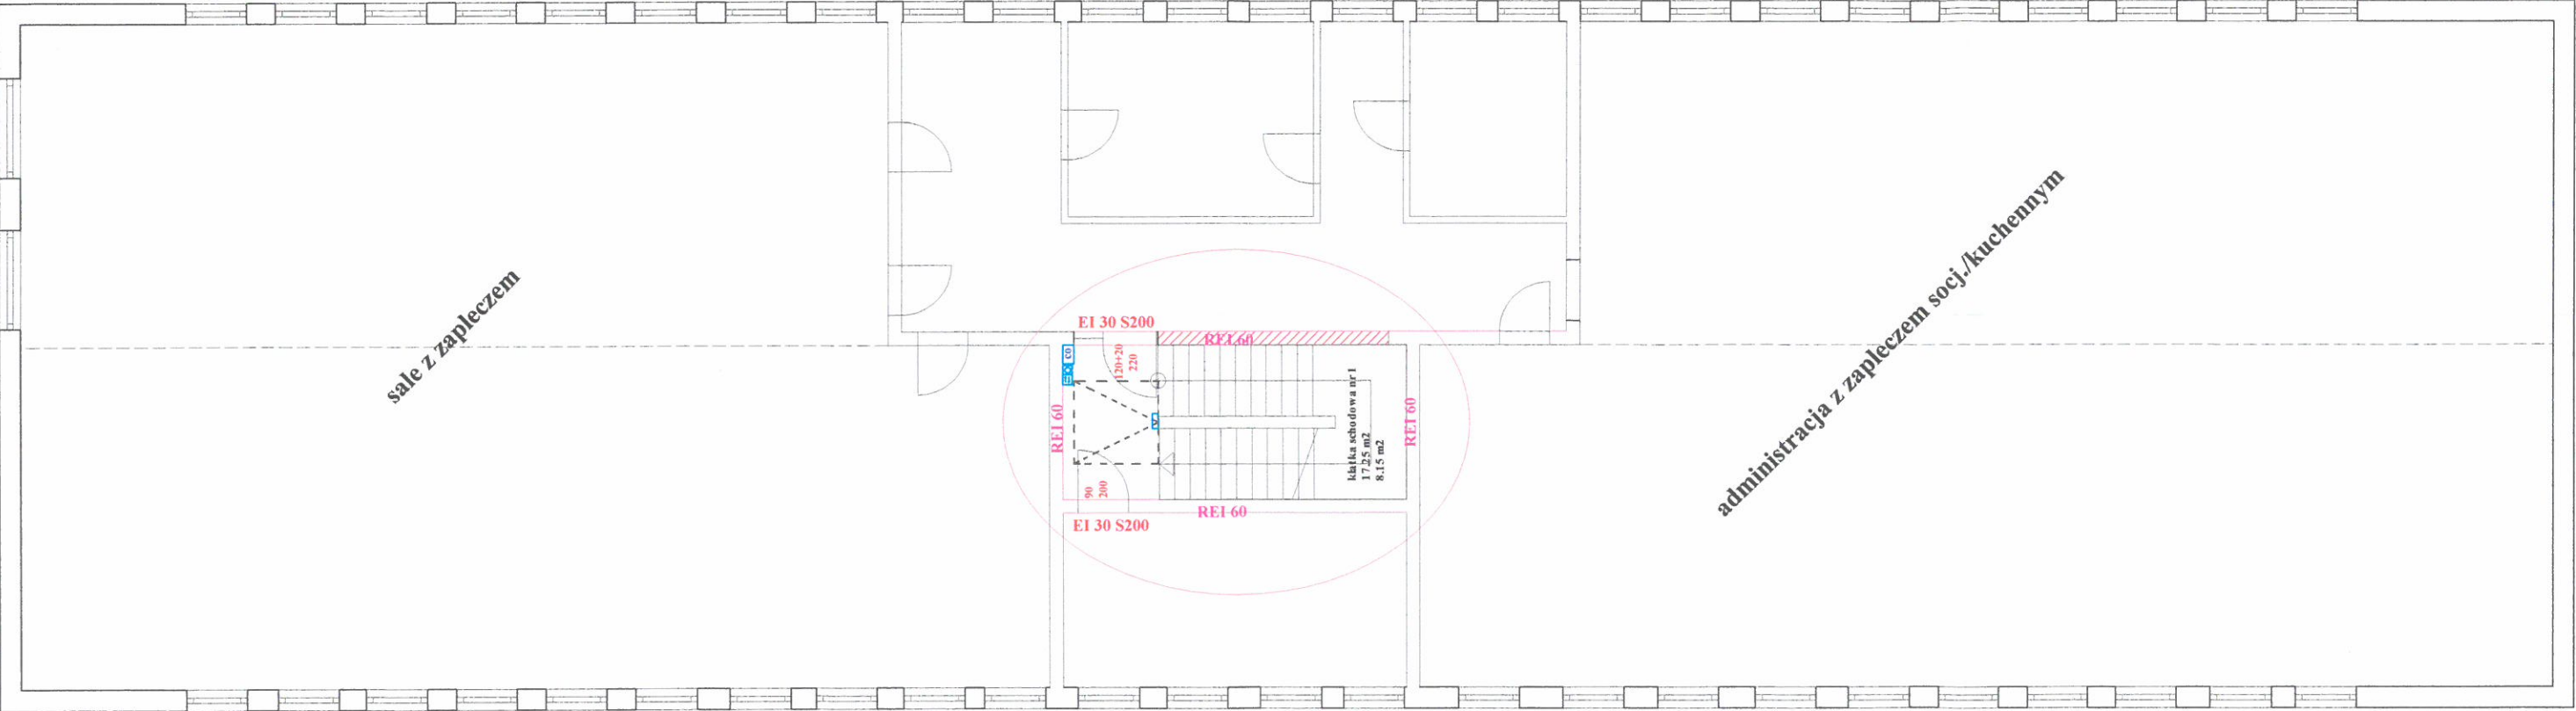 sale z zapleczem
administracja z zapleczem socj./kuchennym
EI 30 S200
REI 60
120+20
220
co
REI 60
V
klatka schodowa nr 1
17.25 m2
8.15 m2
REI 60
90
200
REI 60
EI 30 S200